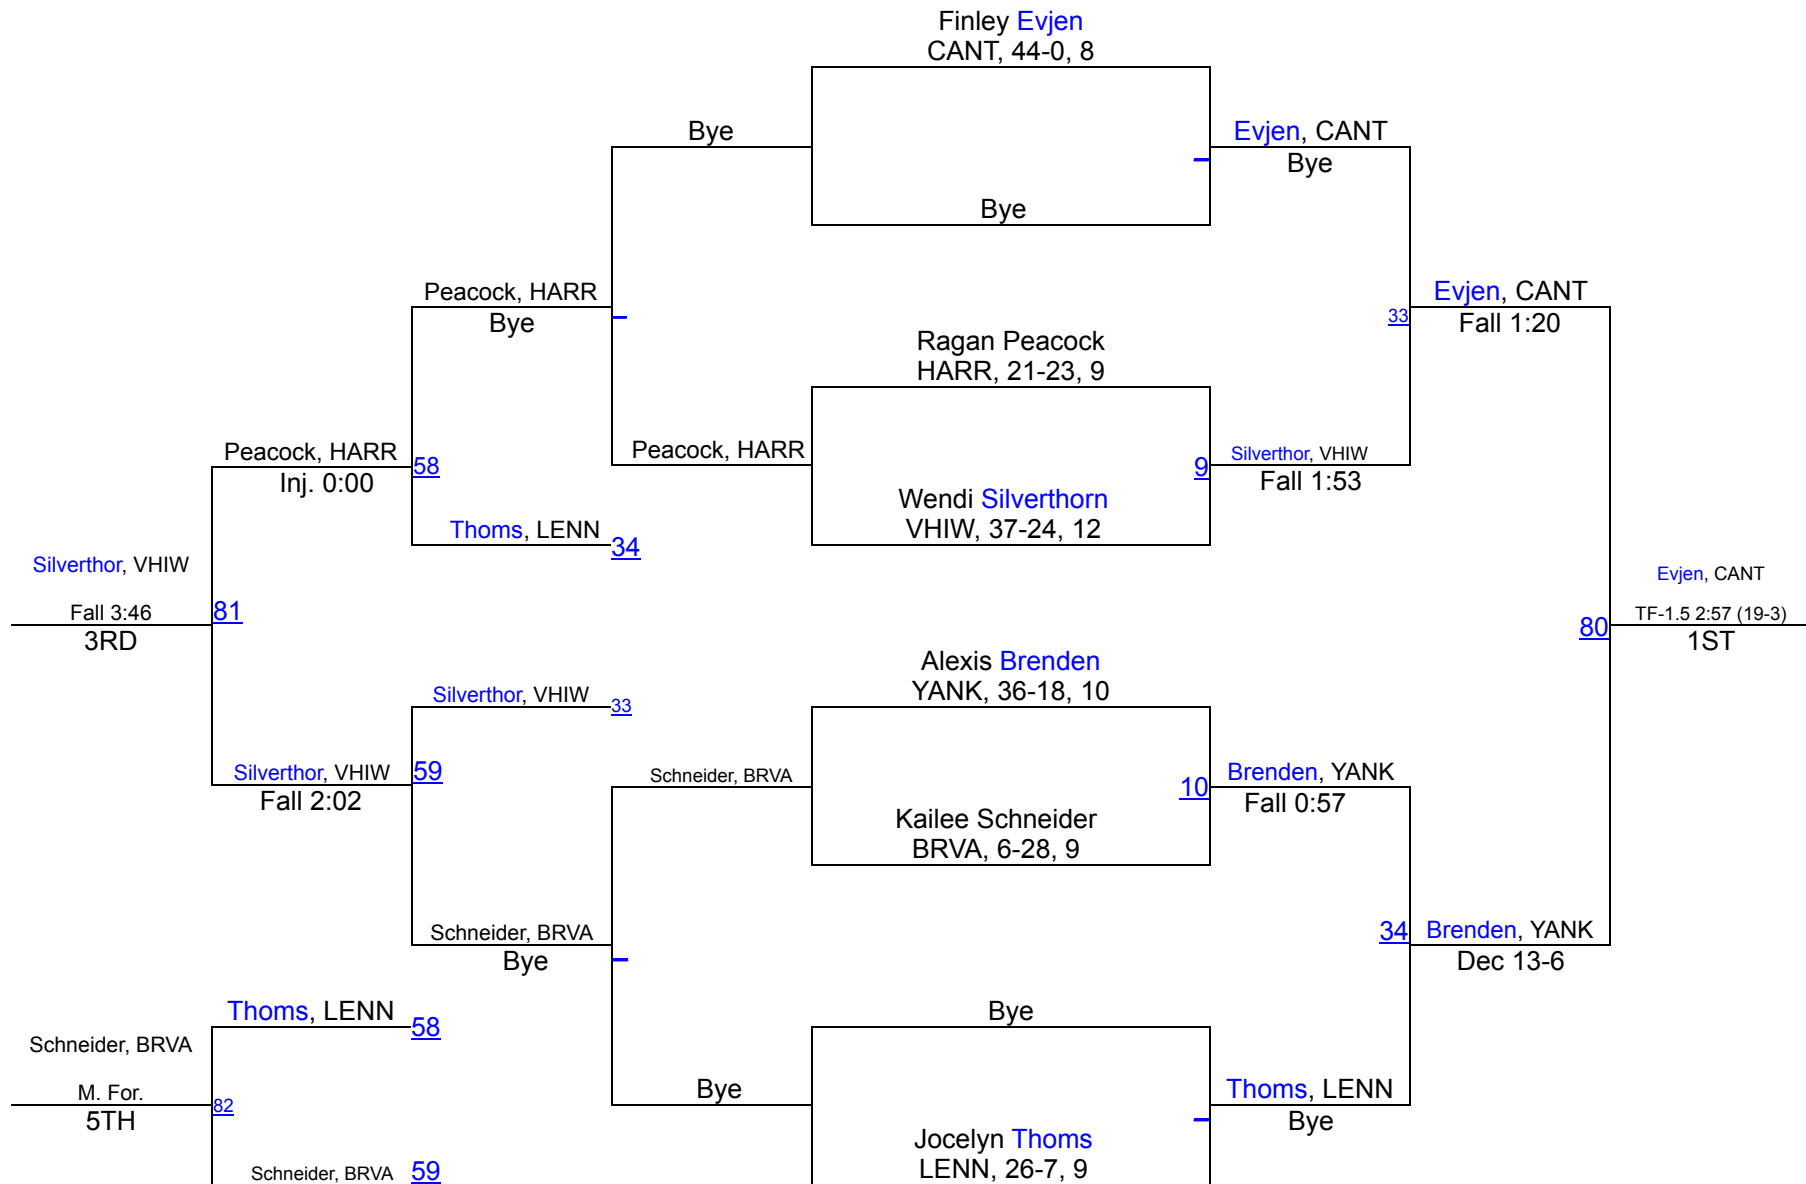 Finley Evjen
CANT, 44-0, 8
Bye
Evjen, CANT
Bye
Bye
Peacock, HARR
Bye
Evjen, CANT
33
Fall 1:20
Ragan Peacock
HARR, 21-23, 9
Peacock, HARR
58
Inj. 0:00
Peacock, HARR
9
Silverthor, VHIW
Fall 1:53
Wendi Silverthorn
VHIW, 37-24, 12
Thoms, LENN
34
Silverthor, VHIW
Fall 3:46
81
3RD
Evjen, CANT
TF-1.5 2:57 (19-3)
80
1ST
Alexis Brenden
YANK, 36-18, 10
Silverthor, VHIW
33
Silverthor, VHIW
59
Fall 2:02
Schneider, BRVA
10
Brenden, YANK
Fall 0:57
Kailee Schneider
BRVA, 6-28, 9
Schneider, BRVA
Bye
34
Brenden, YANK
Dec 13-6
Thoms, LENN
58
Bye
Schneider, BRVA
M. For.
82
5TH
Bye
Thoms, LENN
Bye
Jocelyn Thoms
LENN, 26-7, 9
Schneider, BRVA
59